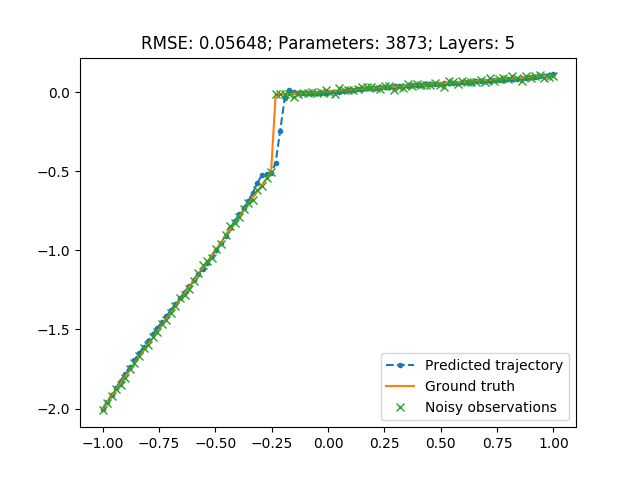 RMSE: 0.05648; Parameters: 3873; Layers: 5
0.0
−0.5
−1.0
−1.5
−2.0
Predicted trajectory
Ground truth
Noisy observations
−1.00 −0.75 −0.50 −0.25 0.00 0.25 0.50 0.75 1.00